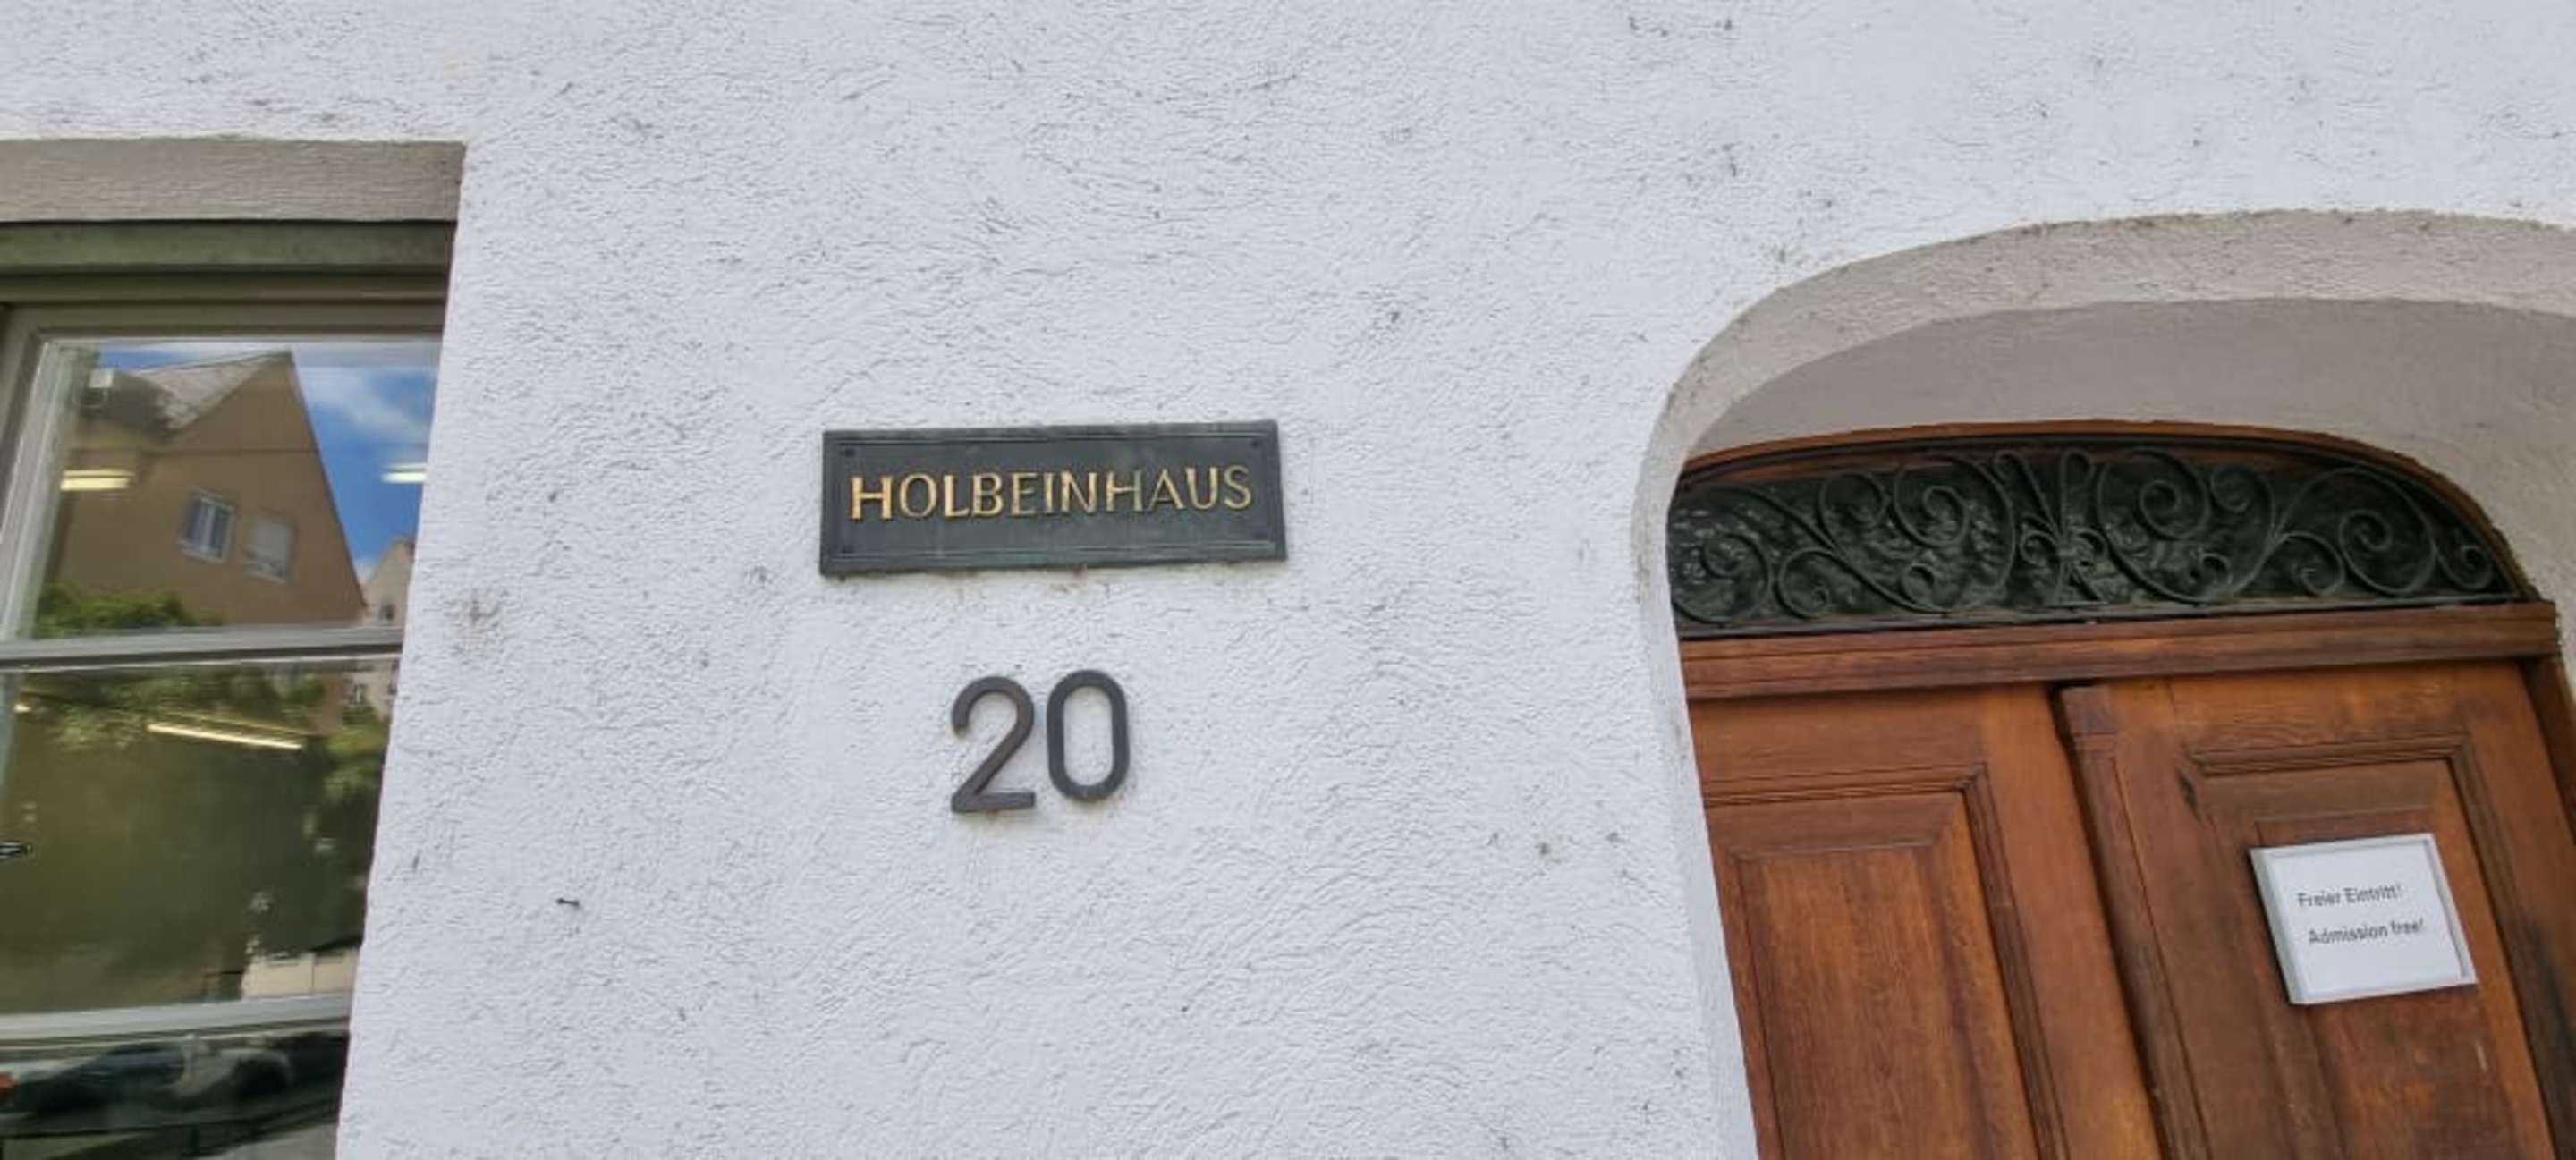 HOLBEINHAUS
20
Freier Eintritt!
Admission free!